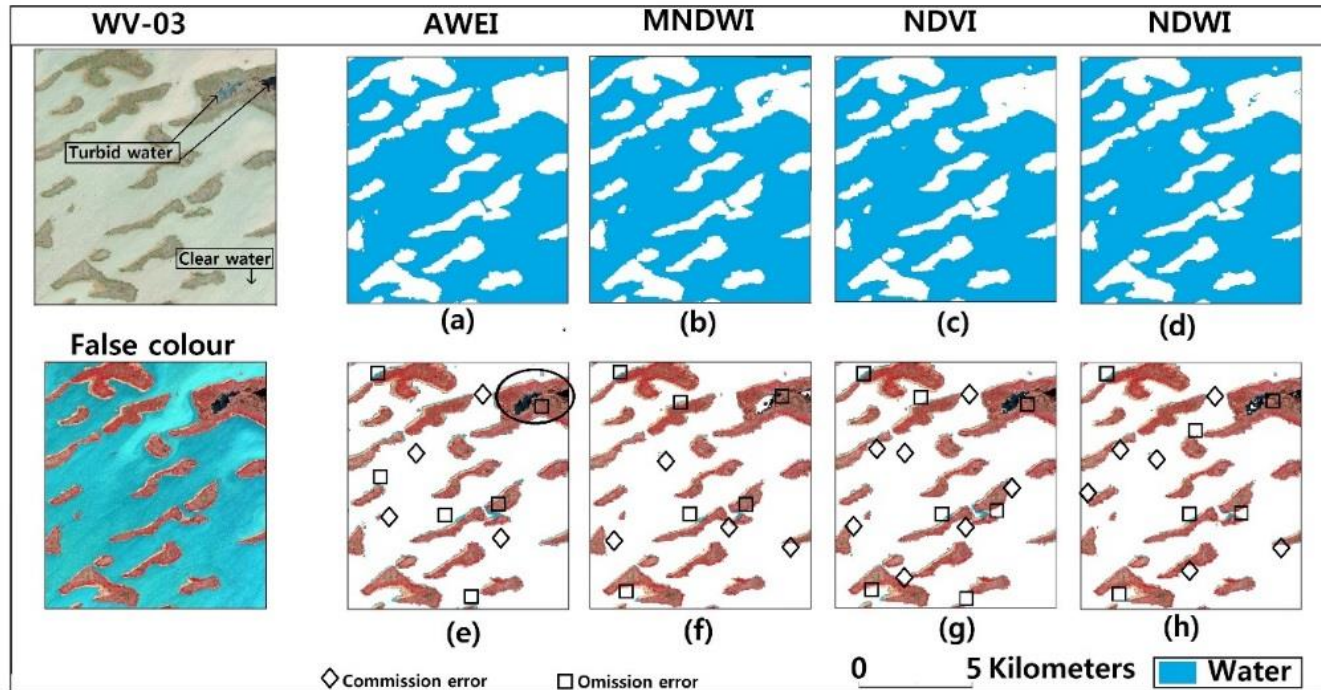 WV-03 AWEI MNDWI NDVI NDWI
Turbid water
Clear water
(a) (b) (c) (d)
False colour
(e) (f) (g) (h)
Commission error Omission error 0 5 Kilometers Water